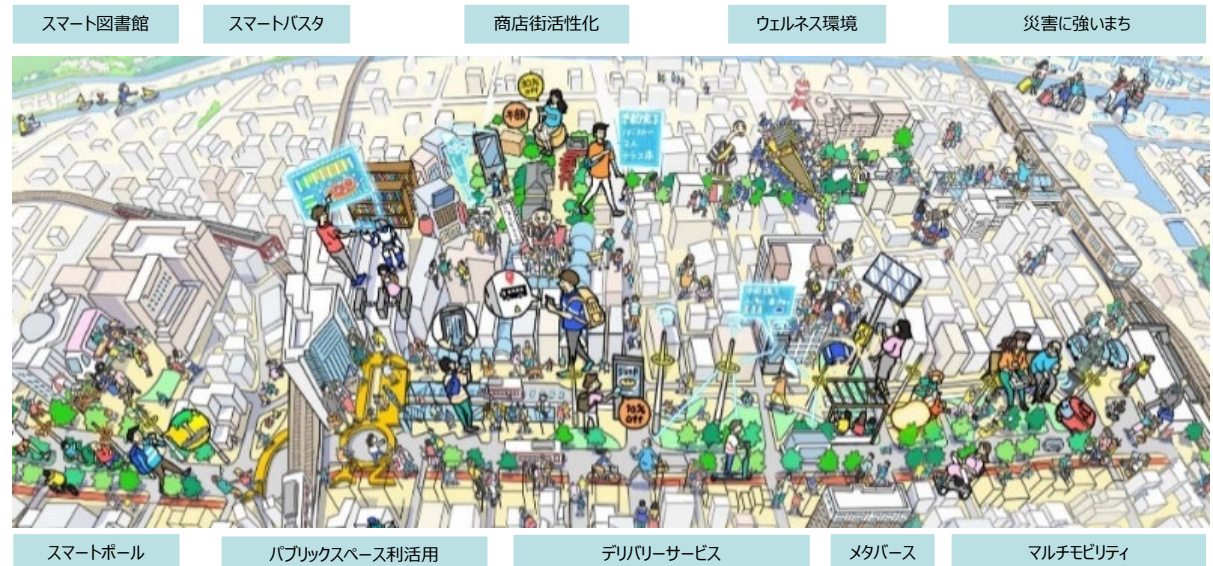 スマート図書館
スマートバスタ
商店街活性化
ウェルネス環境
災害に強いまち
10% off
半額
10% off
スマートポール
パブリックスペース利活用
デリバリーサービス
メタバース
マルチモビリティ